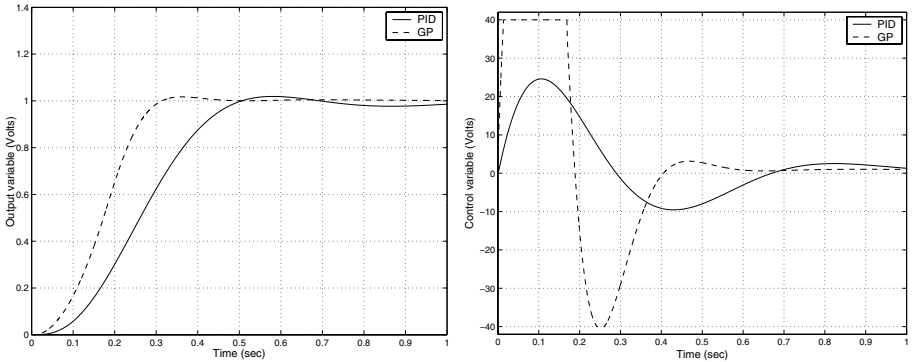 1.4
1.2
1
0.8
0.6
0.4
0.2
0
Output variable (Volts)
PID
GP
0 0.1 0.2 0.3 0.4 0.5 0.6 0.7 0.8 0.9 1
Time (sec)
40
30
20
10
0
−10
−20
−30
−40
Control variable (Volts)
PID
GP
0 0.1 0.2 0.3 0.4 0.5 0.6 0.7 0.8 0.9 1
Time (sec)